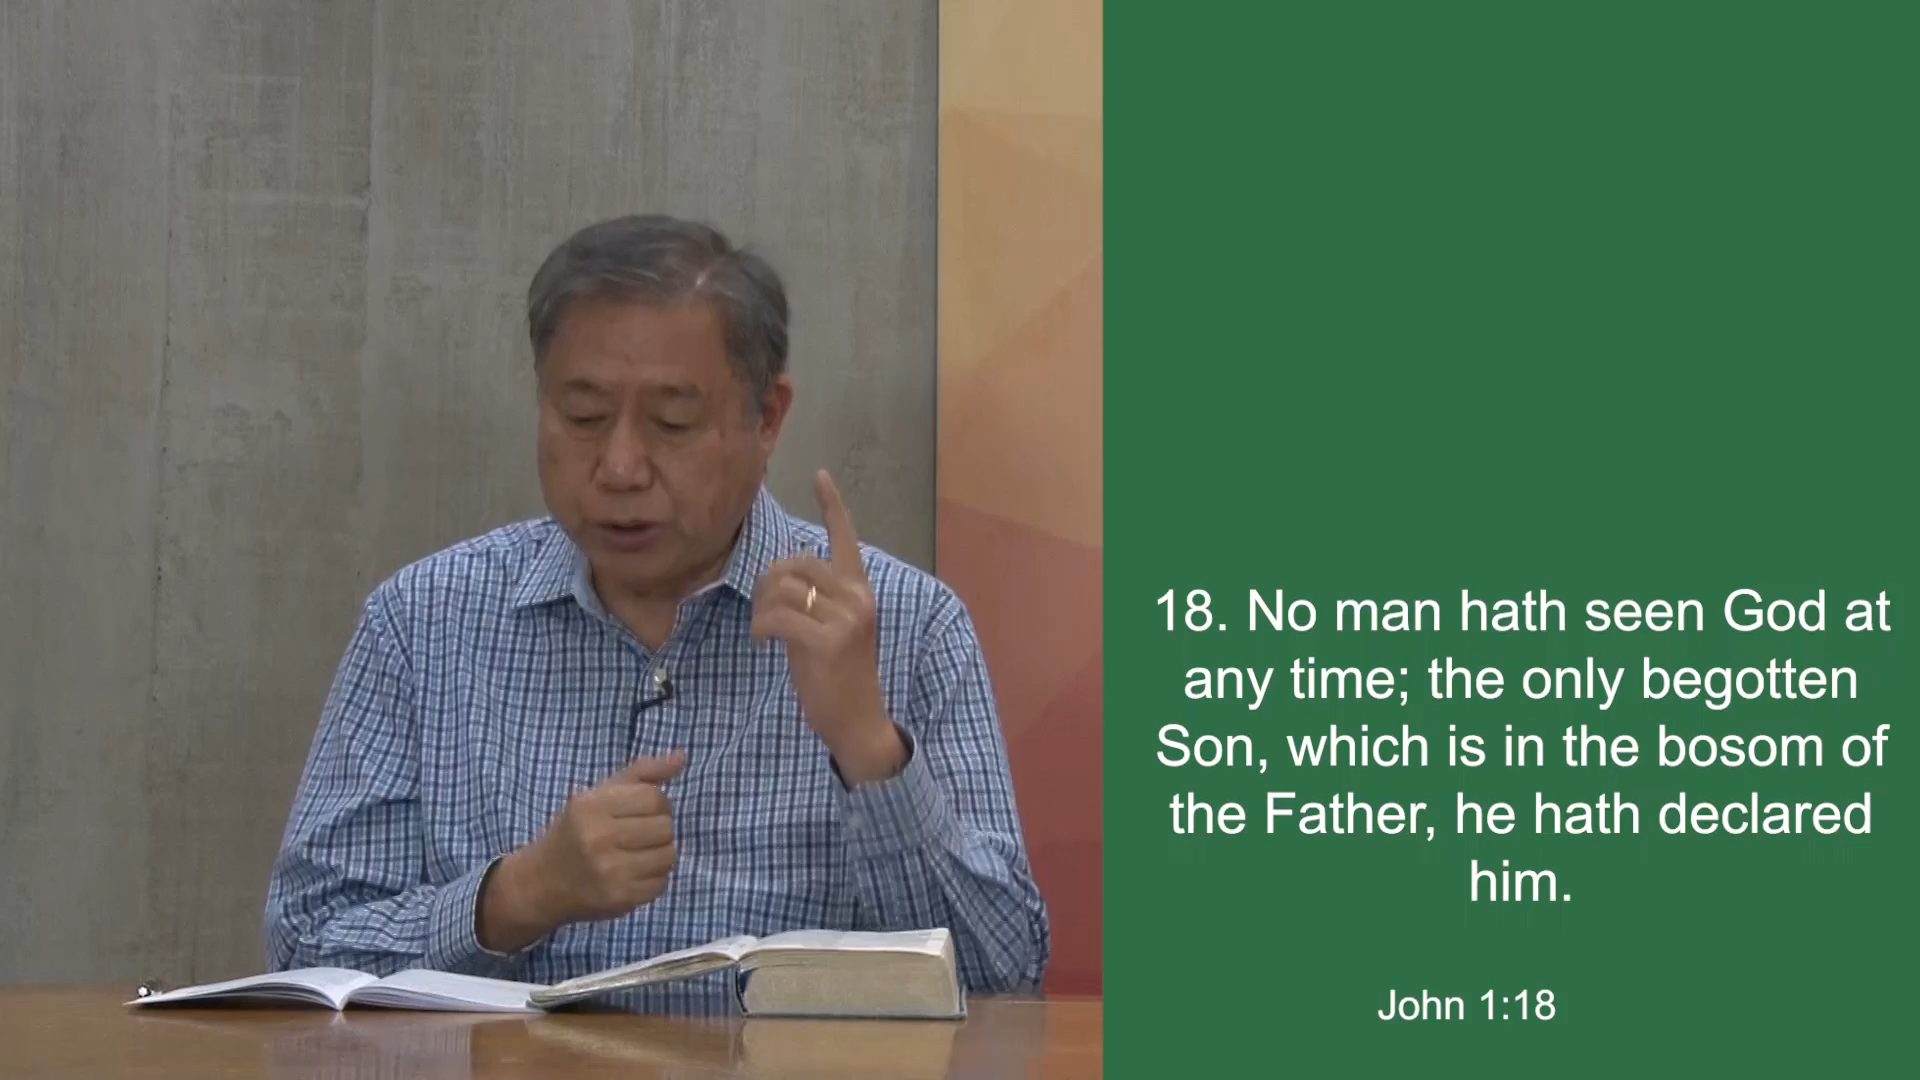 18. No man hath seen God at
any time; the only begotten
Son, which is in the bosom of
the Father, he hath declared
him.
John 1:18